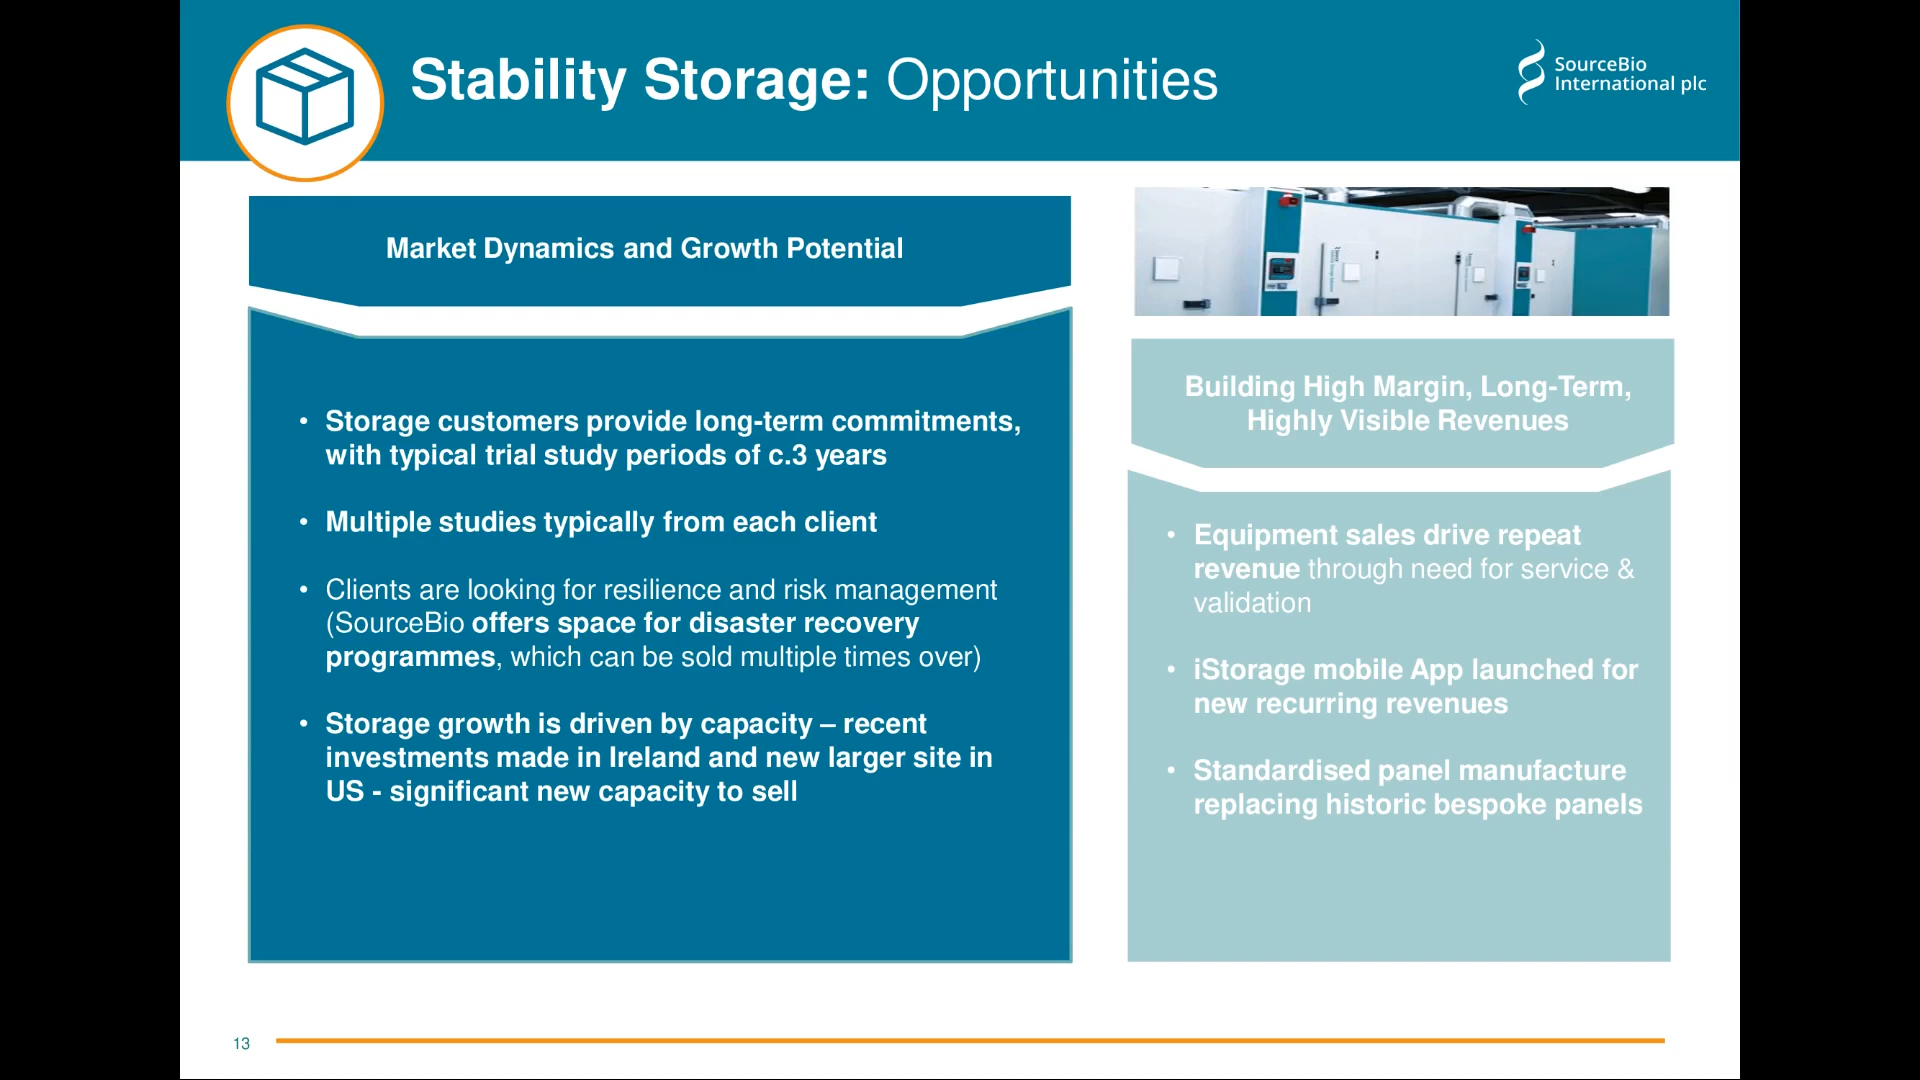 Stability Storage: Opportunities
SourceBio
International plc
Market Dynamics and Growth Potential
• Storage customers provide long-term commitments,
with typical trial study periods of c.3 years
• Multiple studies typically from each client
• Clients are looking for resilience and risk management
(SourceBio offers space for disaster recovery
programmes, which can be sold multiple times over)
• Storage growth is driven by capacity – recent
investments made in Ireland and new larger site in
US - significant new capacity to sell
Building High Margin, Long-Term,
Highly Visible Revenues
• Equipment sales drive repeat
revenue through need for service &
validation
• iStorage mobile App launched for
new recurring revenues
• Standardised panel manufacture
replacing historic bespoke panels
13